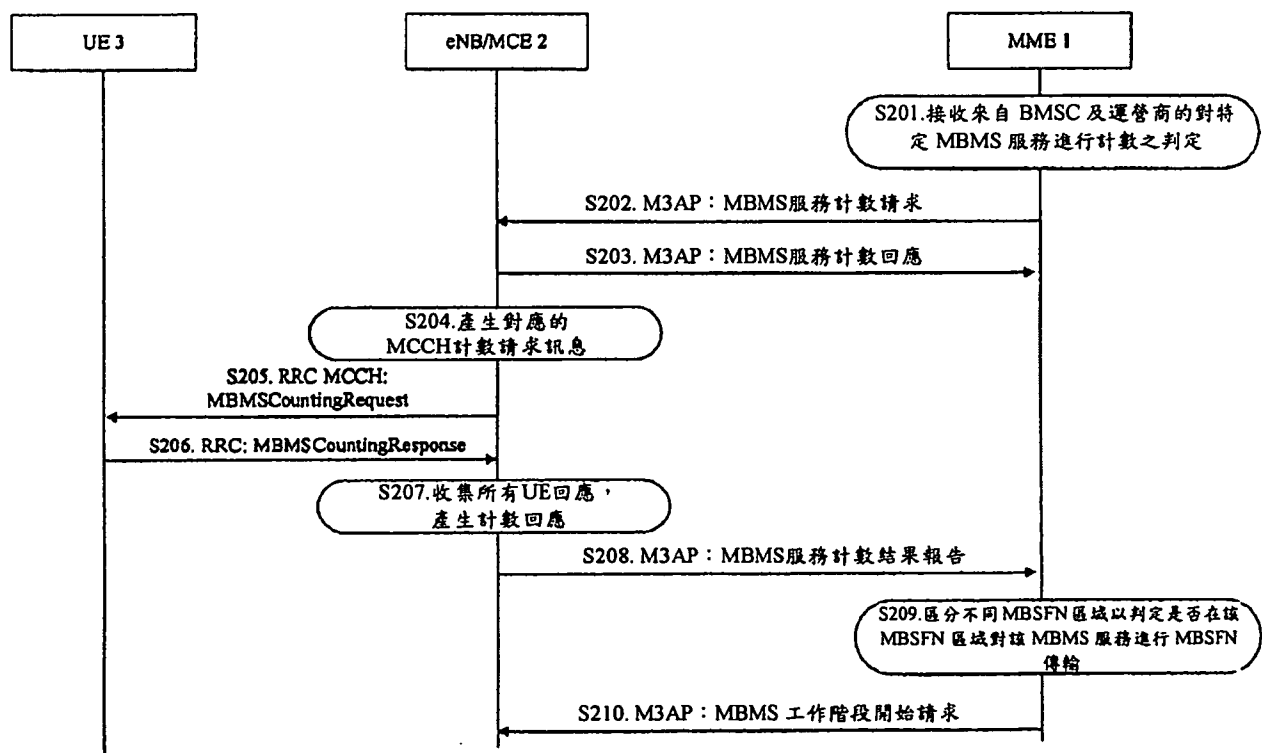 UE 3
eNB/MCE 2
MME 1
S201.接收來自 BMSC 及運營商的對特
定 MBMS 服務進行計數之判定
S202. M3AP：MBMS服務計數請求
S203. M3AP：MBMS服務計數回應
S204.產生對應的
MCCH計數請求訊息
S205. RRC MCCH:
MBMSCountingRequest
S206. RRC: MBMSCountingResponse
S207.收集所有UE回應，
產生計數回應
S208. M3AP：MBMS服務計數結果報告
S209.區分不同MBSFN區域以判定是否在該
MBSFN 區域對該 MBMS 服務進行 MBSFN
傳輸
S210. M3AP：MBMS 工作階段開始請求